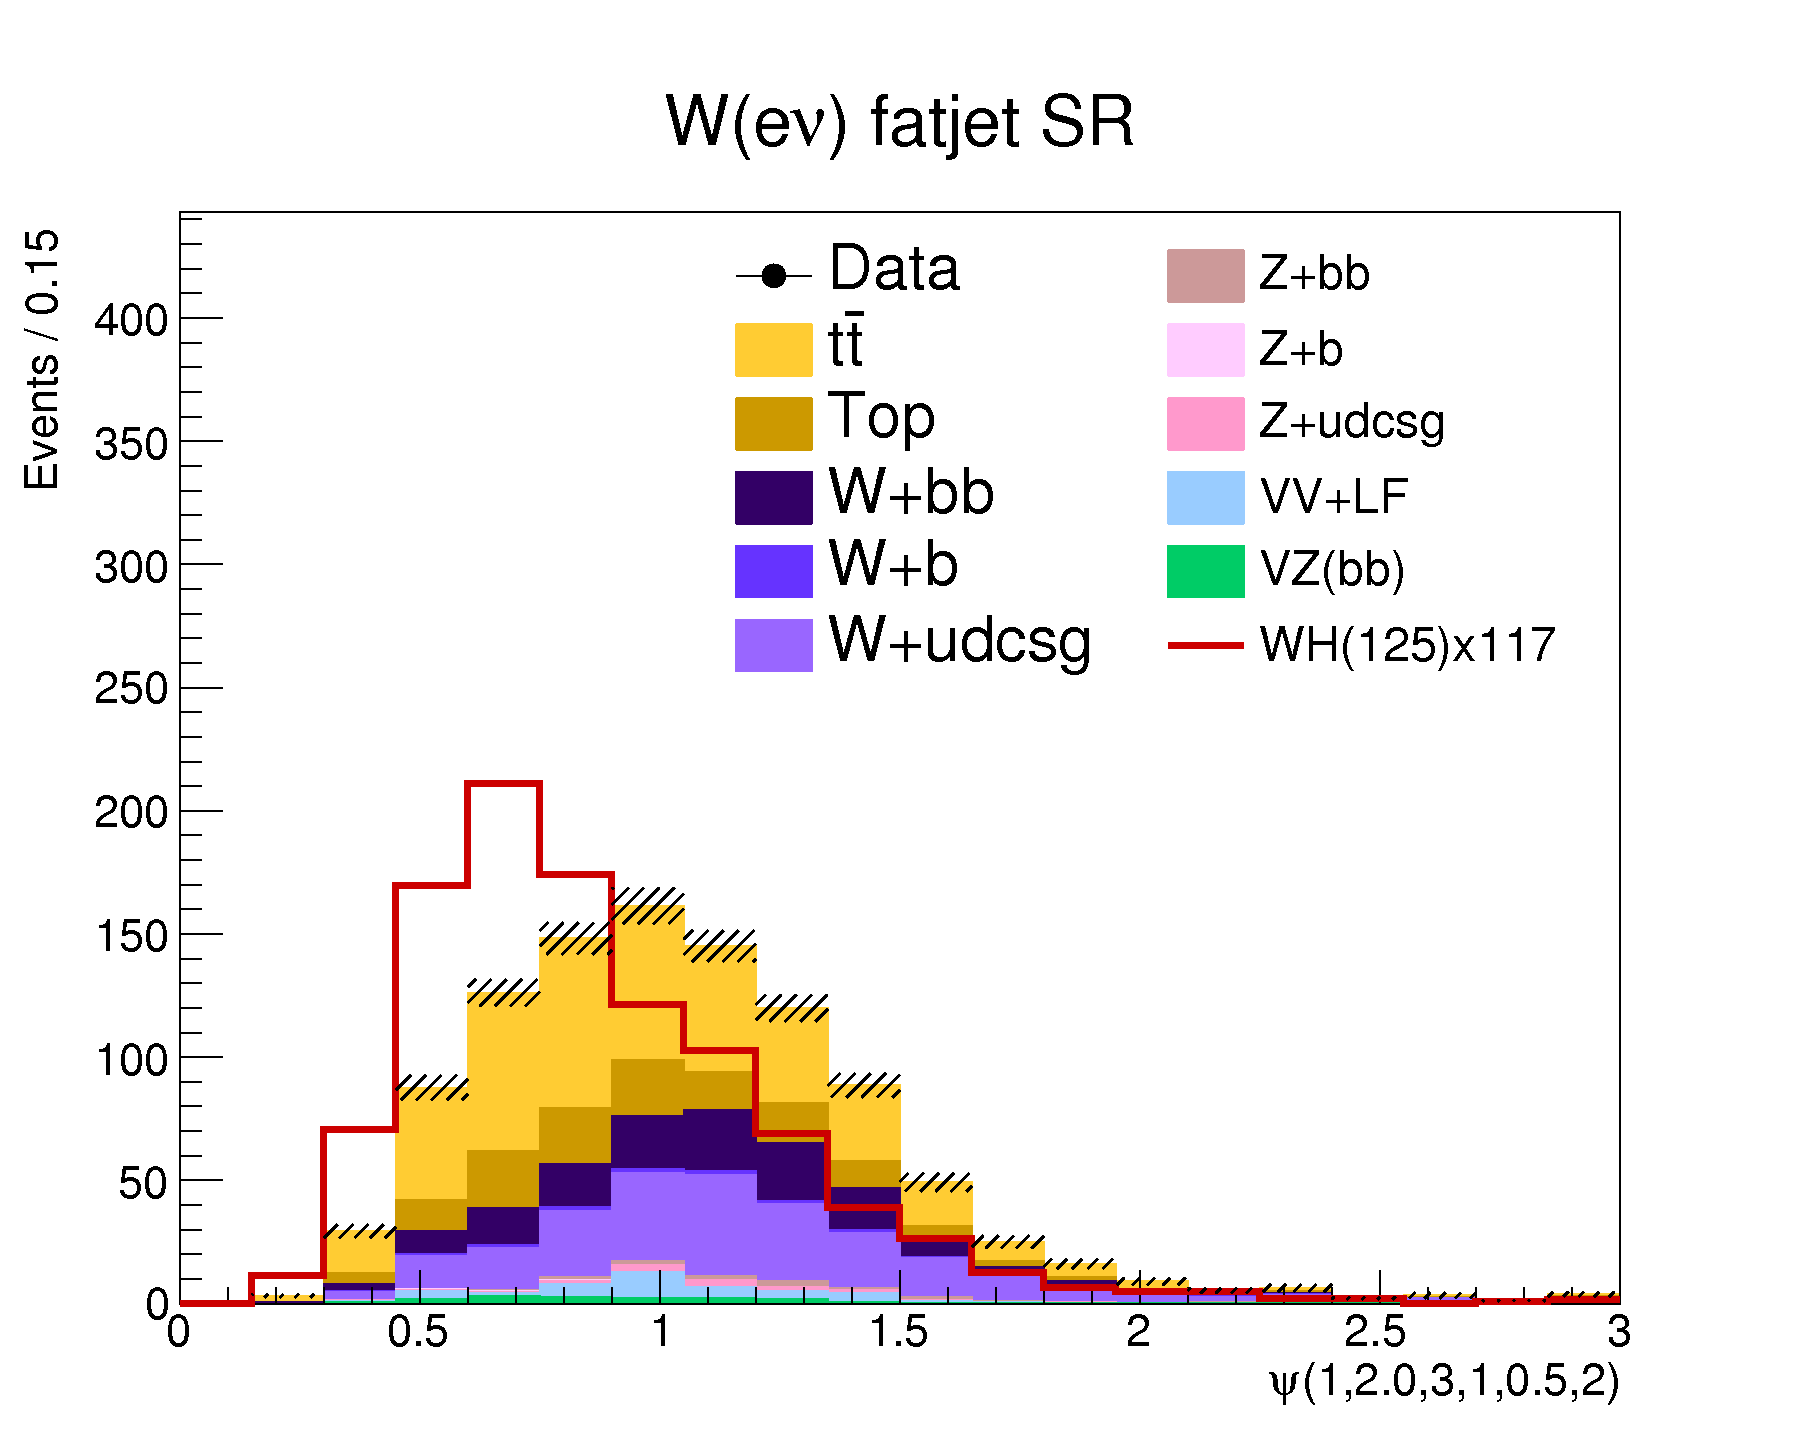 W(eν) fatjet SR
Events / 0.15
Data
tt̄
Top
W+bb
W+b
W+udcsg
Z+bb
Z+b
Z+udcsg
VV+LF
VZ(bb)
WH(125)x117
400
350
300
250
200
150
100
50
0
0 0.5 1 1.5 2 2.5 3
ψ(1,2.0,3,1,0.5,2)